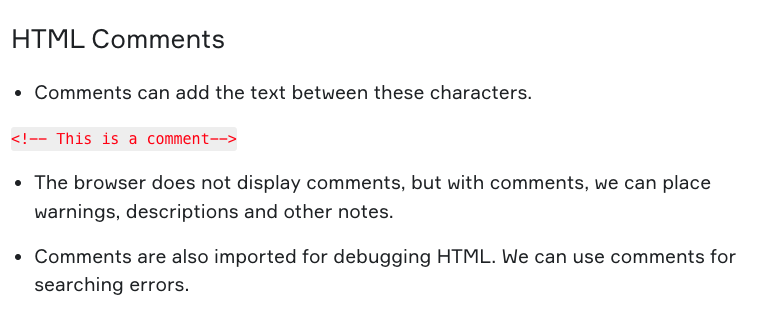 HTML Comments
• Comments can add the text between these characters.
<!-- This is a comment-->
• The browser does not display comments, but with comments, we can place
warnings, descriptions and other notes.
• Comments are also imported for debugging HTML. We can use comments for
searching errors.